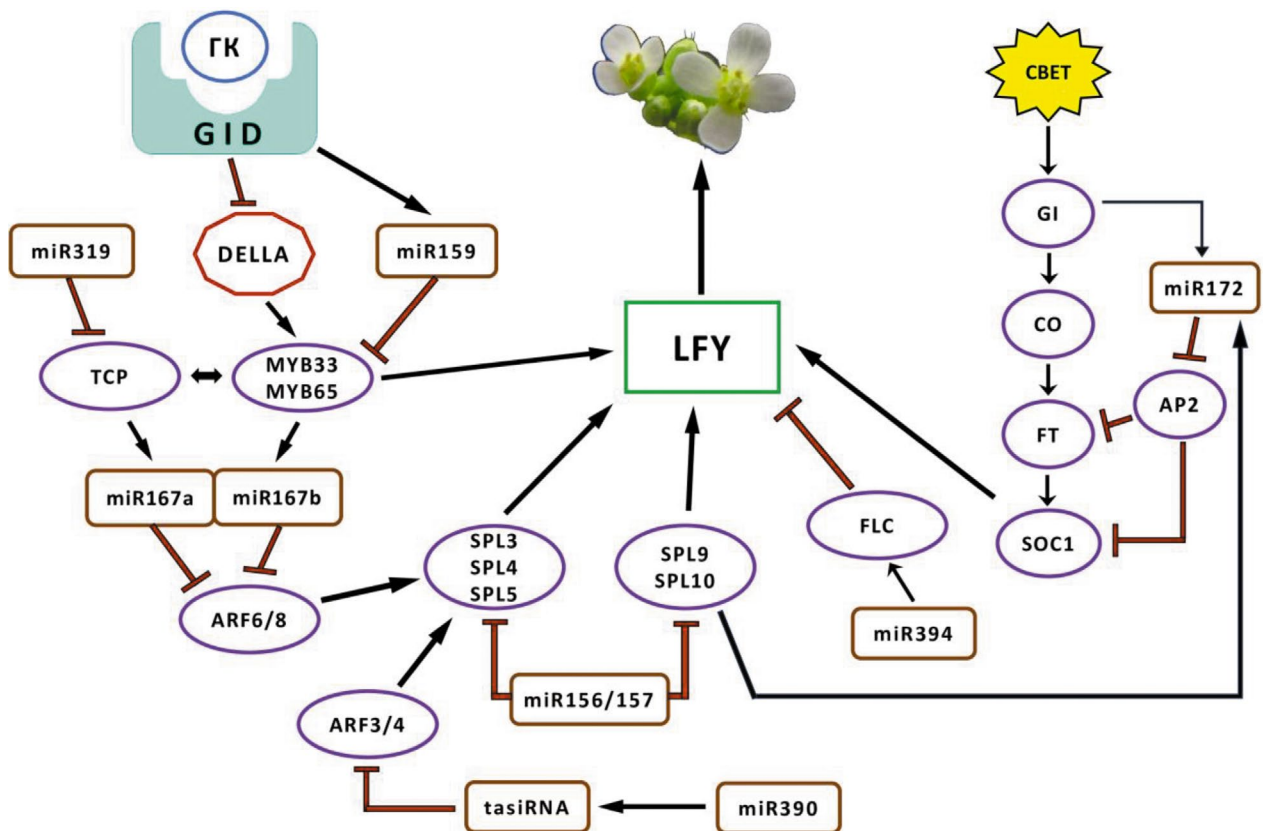 ГК
GID
СВЕТ
GI
miR319
DELLA
miR159
miR172
CO
LFY
TCP
MYB33
MYB65
AP2
FT
miR167a
miR167b
FLC
SOC1
SPL3
SPL4
SPL5
SPL9
SPL10
ARF6/8
miR394
miR156/157
ARF3/4
tasiRNA
miR390